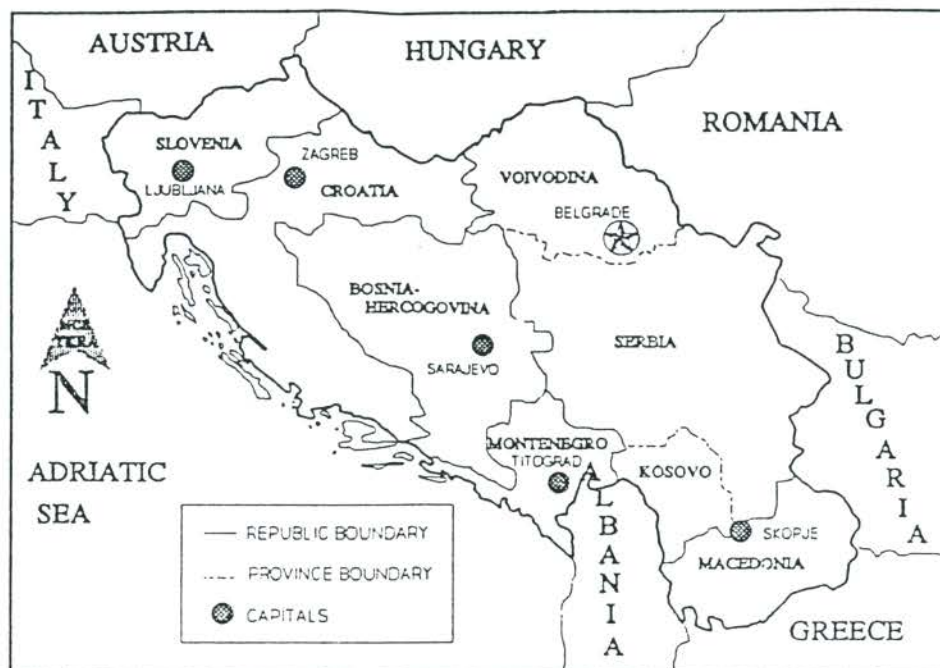 AUSTRIA
HUNGARY
ITALY
ROMANIA
SLOVENIA
ZAGREB
LJUBLJANA
CROATIA
VOIVODINA
BELGRADE
BOSNIA-
HERCOGOVINA
SARAJEVO
SERBIA
BULGARIA
N
MONTENEGRO
TITOGRAD
KOSOVO
ALBANIA
ADRIATIC
SEA
SKOPJE
MACEDONIA
GREECE
REPUBLIC BOUNDARY
PROVINCE BOUNDARY
CAPITALS